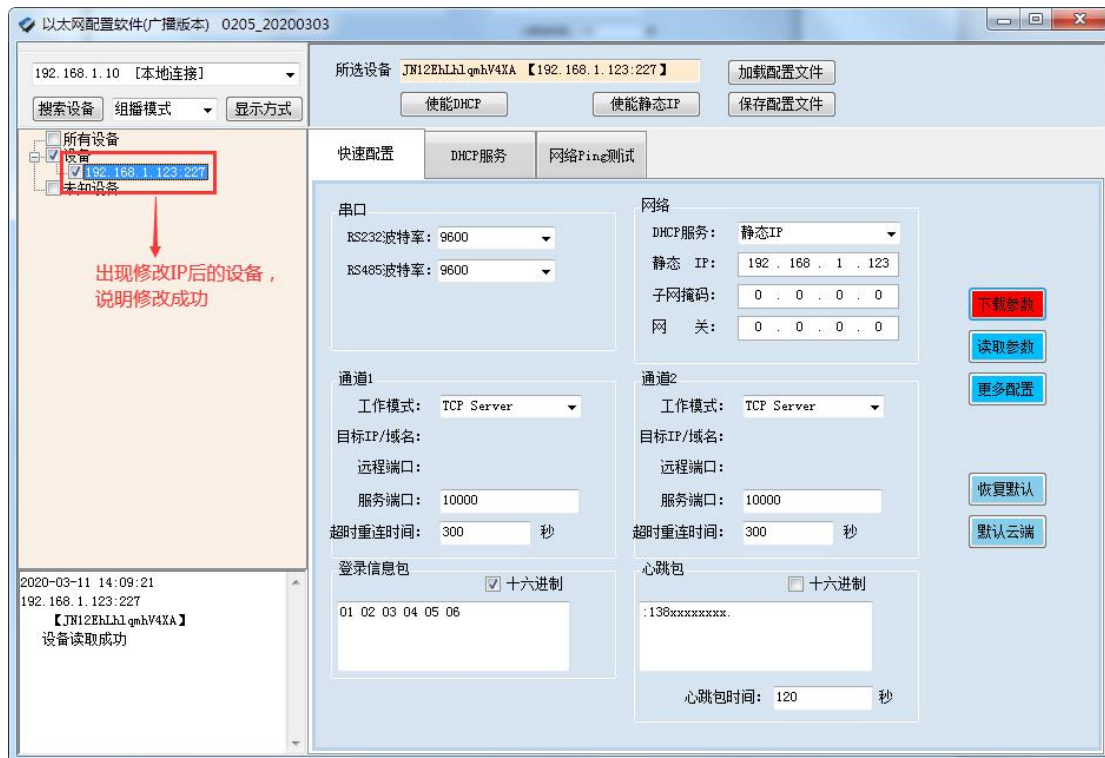 以太网配置软件(广播版本) 0205_20200303
192.168.1.10 [本地连接]
搜索设备 组播模式 显示方式
所有设备
设备
192.168.1.123:227
未知设备
出现修改IP后的设备，
说明修改成功
2020-03-11 14:09:21
192.168.1.123:227
【JN12EhLhlqmhV4XA】
设备读取成功
所选设备 JN12EhLhlqmhV4XA 【192.168.1.123:227】 加载配置文件
使能DHCP 使能静态IP 保存配置文件
快速配置 DHCP服务 网络Ping测试
串口
RS232波特率: 9600
RS485波特率: 9600
网络
DHCP服务: 静态IP
静态 IP: 192 . 168 . 1 . 123
子网掩码: 0 . 0 . 0 . 0
网 关: 0 . 0 . 0 . 0
通道1
工作模式: TCP Server
目标IP/域名:
远程端口:
服务端口: 10000
超时重连时间: 300 秒
通道2
工作模式: TCP Server
目标IP/域名:
远程端口:
服务端口: 10000
超时重连时间: 300 秒
登录信息包
十六进制
01 02 03 04 05 06
心跳包
十六进制
:138xxxxxxxx.
心跳包时间: 120 秒
下载参数
读取参数
更多配置
恢复默认
默认云端